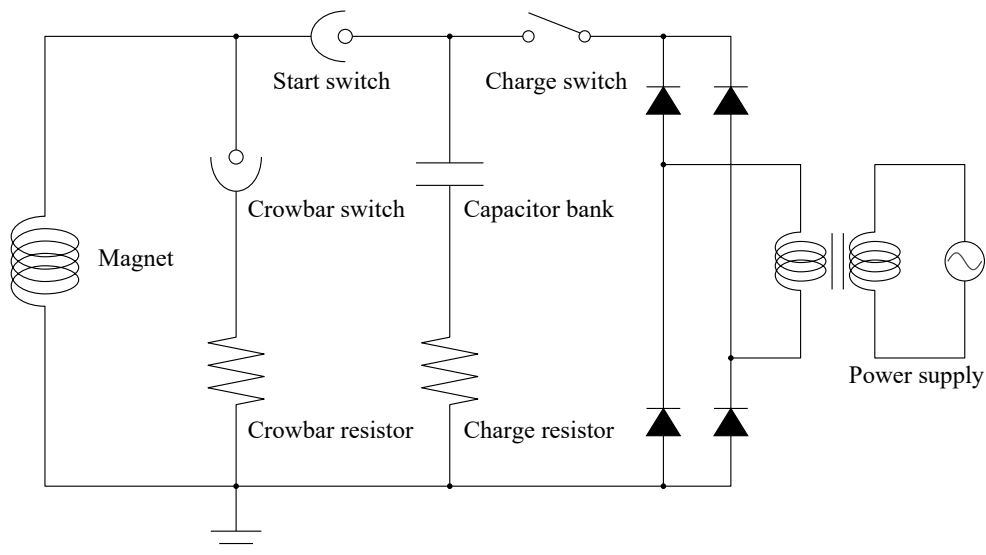 Start switch
Charge switch
Crowbar switch
Capacitor bank
Magnet
Power supply
Crowbar resistor
Charge resistor